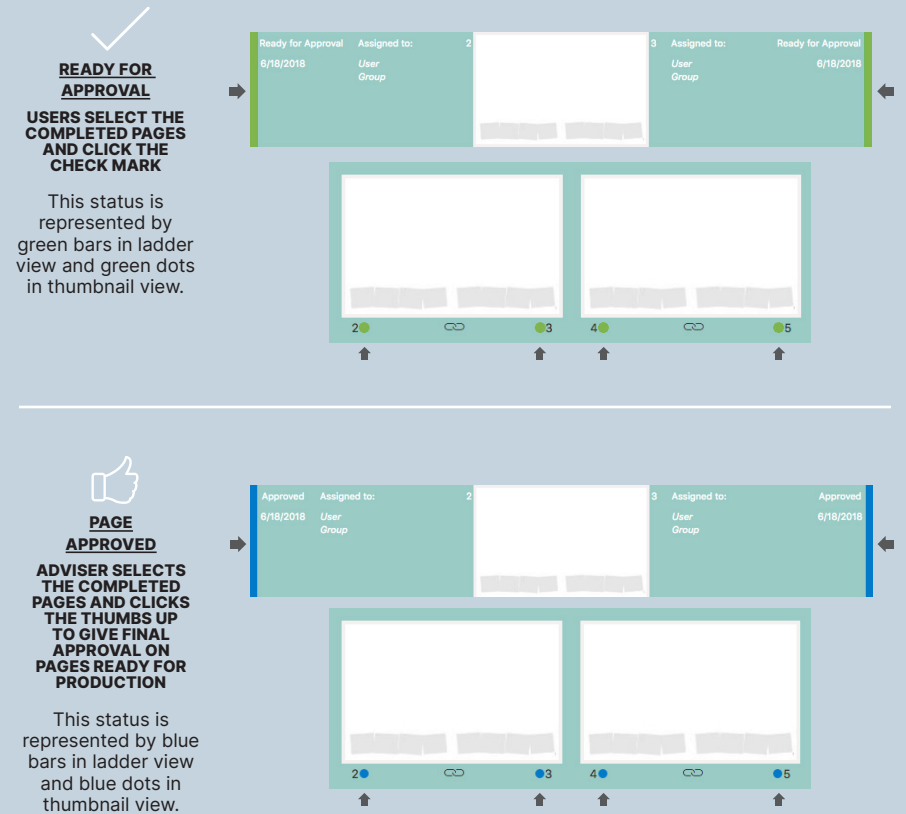 READY FOR
APPROVAL
USERS SELECT THE
COMPLETED PAGES
AND CLICK THE
CHECK MARK
This status is
represented by
green bars in ladder
view and green dots
in thumbnail view.
Ready for Approval Assigned to: 2
6/18/2018 User
Group
3 Assigned to: Ready for Approval
User 6/18/2018
Group
2 3 4 5
PAGE
APPROVED
ADVISER SELECTS
THE COMPLETED
PAGES AND CLICKS
THE THUMBS UP
TO GIVE FINAL
APPROVAL ON
PAGES READY FOR
PRODUCTION
This status is
represented by blue
bars in ladder view
and blue dots in
thumbnail view.
Approved Assigned to: 2
6/18/2018 User
Group
3 Assigned to: Approved
User 6/18/2018
Group
2 3 4 5